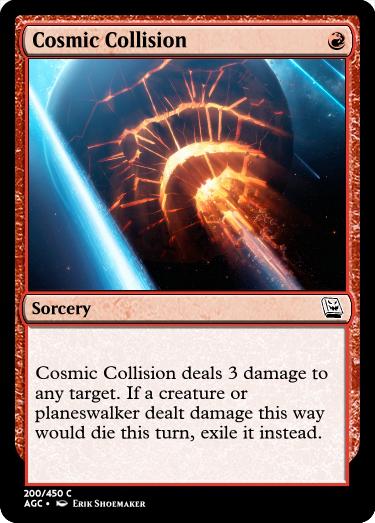 Cosmic Collision
Sorcery
Cosmic Collision deals 3 damage to
any target. If a creature or
planeswalker dealt damage this way
would die this turn, exile it instead.
200/450 C
AGC • Erik Shoemaker